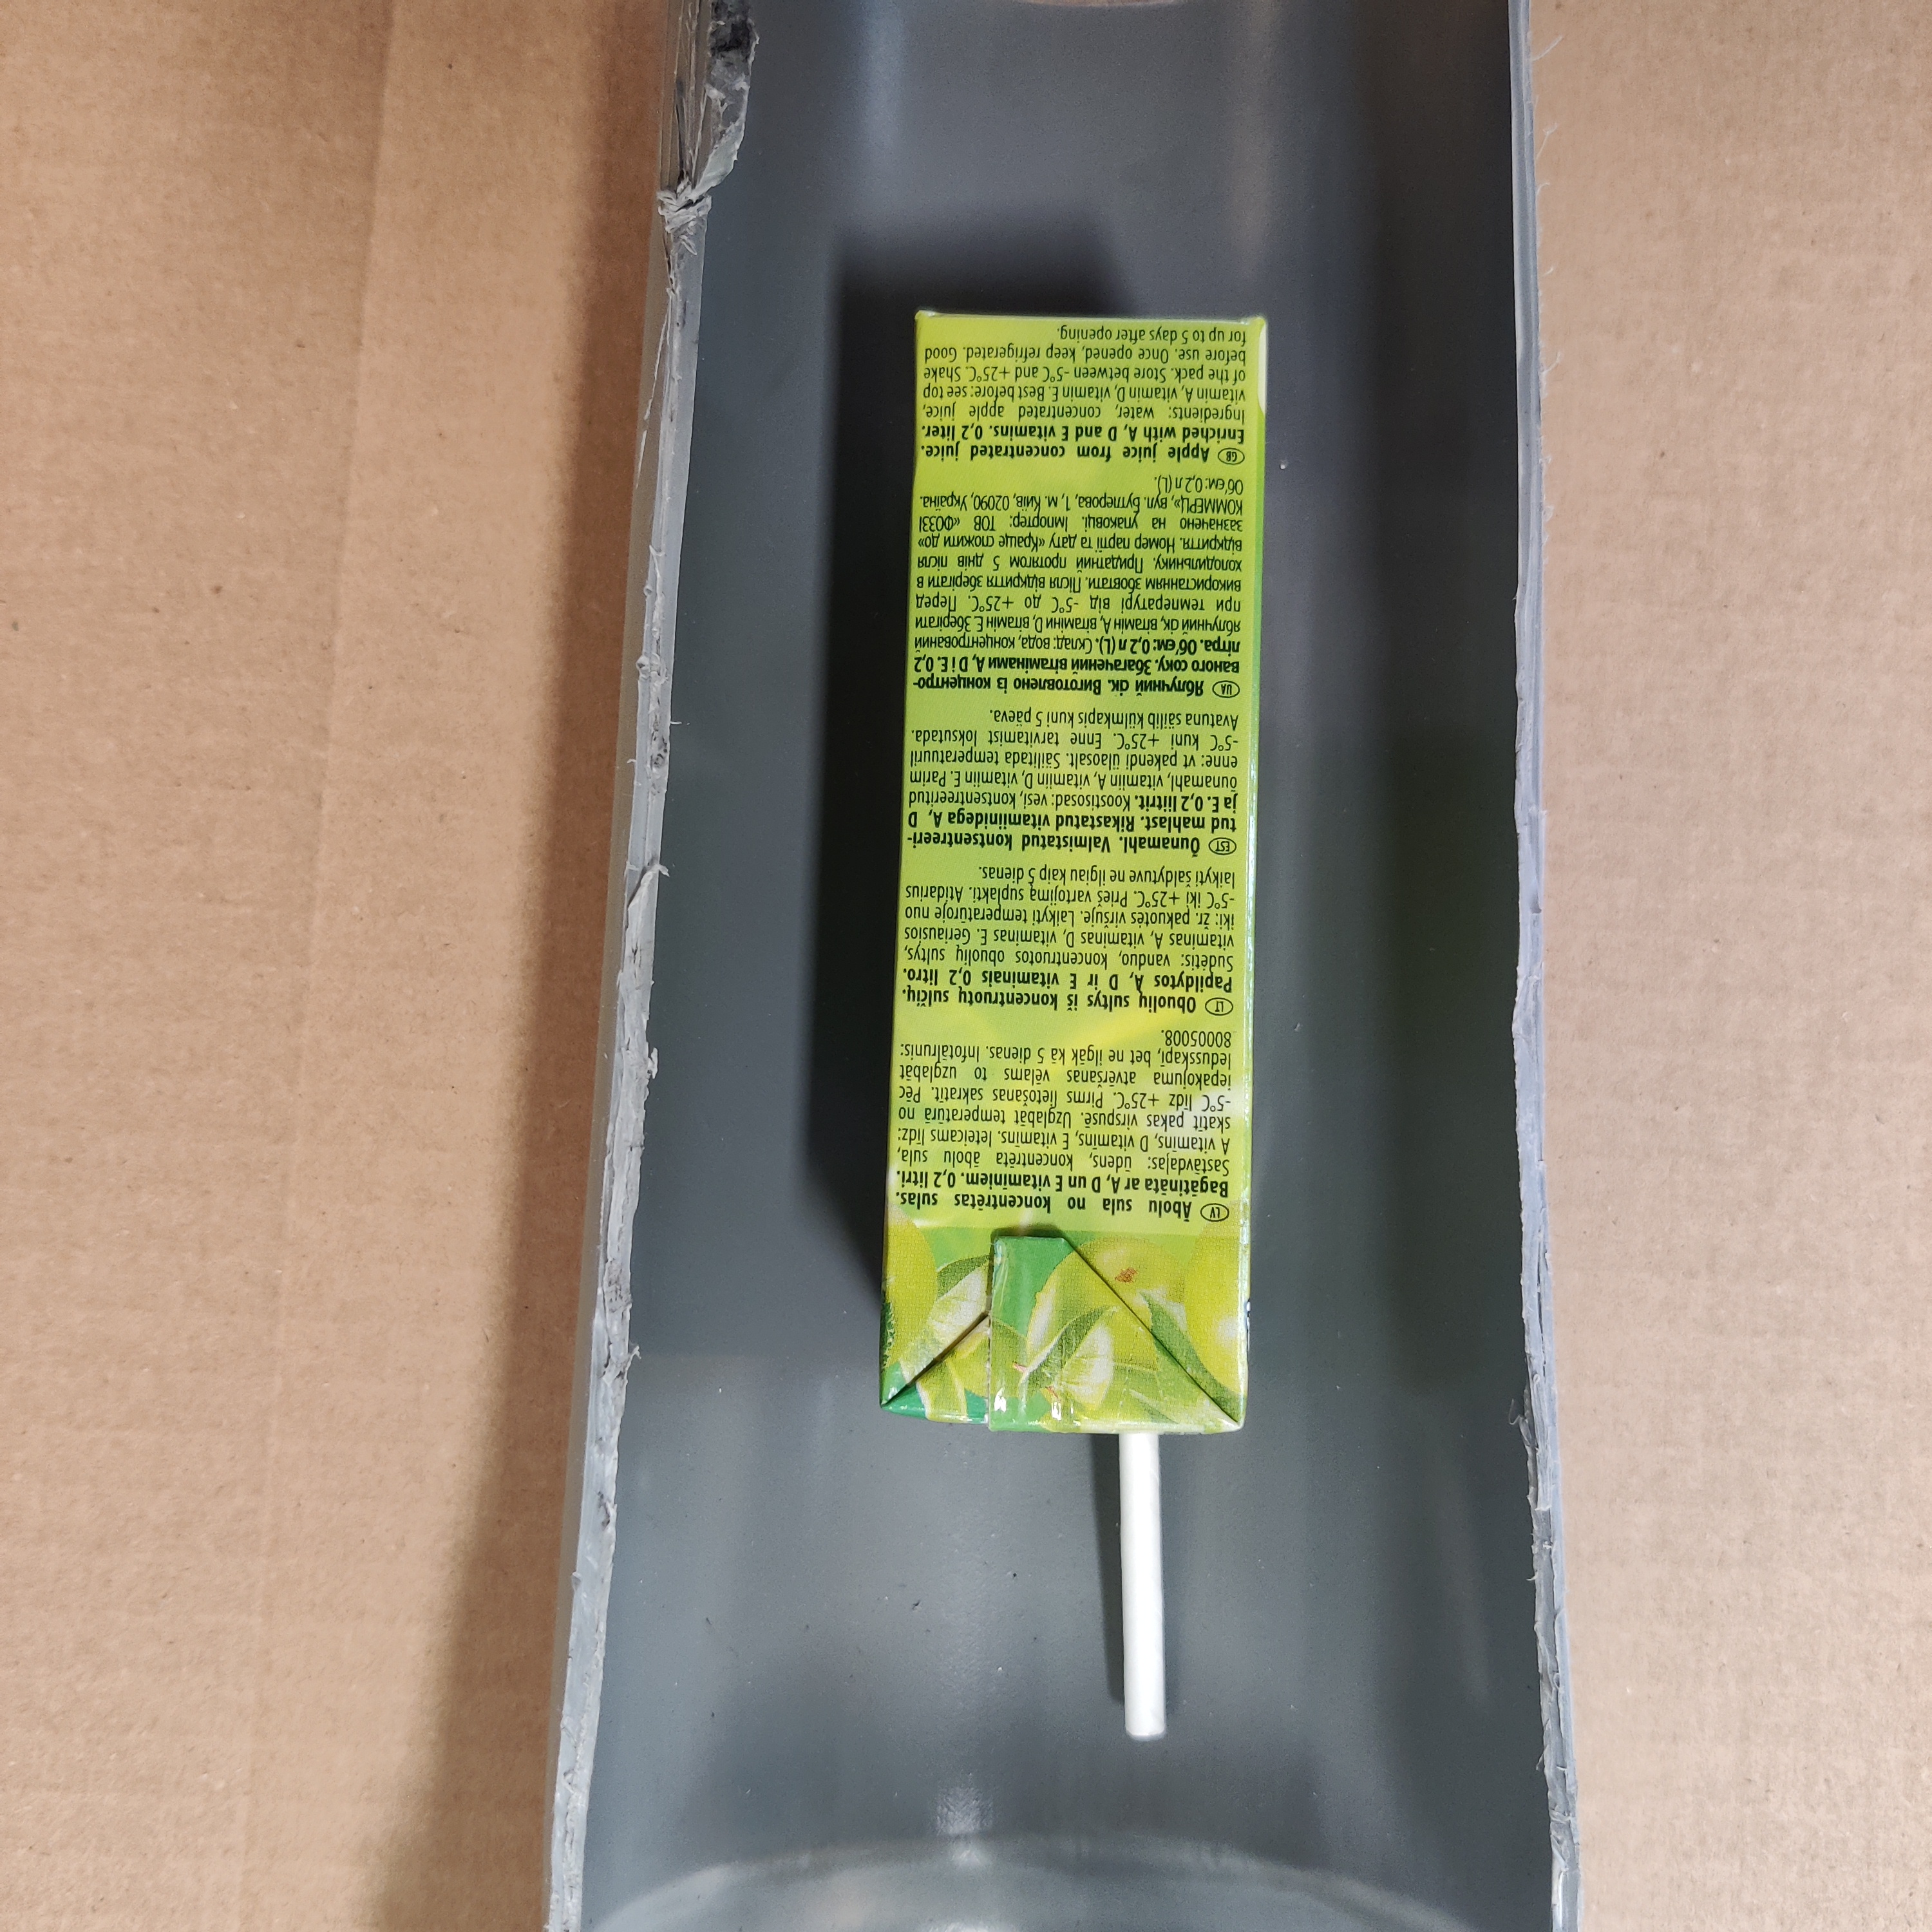 LV Ābolu sula no koncentrētas sulas.
Bagātināta ar A, D un E vitamīniem. 0,2 litri.
Sastāvdaļas: ūdens, koncentrēta ābolu sula,
A vitamīns, D vitamīns, E vitamīns. Ieteicams līdz:
skatīt pakas virspusē. Uzglabāt temperatūrā no
-5°C līdz +25°C. Pirms lietošanas sakratīt. Pēc
iepakojuma atvēršanas vēlams to uzglabāt
ledusskapī, bet ne ilgāk kā 5 dienas. Infotālrunis:
80005008.
LT Obuolių sultys iš koncentruotų sulčių.
Papildytos A, D ir E vitaminais 0,2 litro.
Sudėtis: vanduo, koncentruotos obuolių sultys,
vitaminas A, vitaminas D, vitaminas E. Geriausios
iki: žr. pakuotės viršuje. Laikyti temperatūroje nuo
-5°C iki +25°C. Prieš vartojimą suplakti. Atidarius
laikyti šaldytuve ne ilgiau kaip 5 dienas.
EST Õunamahl. Valmistatud kontsentreeri-
tud mahlast. Rikastatud vitamiinidega A, D
ja E. 0,2 liitrit. Koostisosad: vesi, kontsentreeritud
õunamahl, vitamiin A, vitamiin D, vitamiin E. Parim
enne: vt pakendi ülaosalt. Säilitada temperatuuril
-5°C kuni +25°C. Enne tarvitamist loksutada.
Avatuna säilib külmkapis kuni 5 päeva.
UA Яблучний сік. Виготовлено із концентро-
ваного соку. Збагачений вітамінами A, D і E. 0,2
літра. Об'єм: 0,2 л (L). Склад: вода, концентрований
яблучний сік, вітамін A, вітаміни D, вітамін E. Зберігати
при температурі від -5°C до +25°C. Перед
використанням збовтати. Після відкриття зберігати в
холодильнику. Придатний протягом 5 днів після
відкриття. Номер партії та дату «Краще спожити до»
зазначено на упаковці. Імпортер: ТОВ «ФОЗЗІ
КОММЕРЦ», вул. Бутлерова, 1, м. Київ, 02090, Україна.
Об'єм: 0,2 л (L).
GB Apple juice from concentrated juice.
Enriched with A, D and E vitamins. 0,2 liter.
Ingredients: water, concentrated apple juice,
vitamin A, vitamin D, vitamin E. Best before: see top
of the pack. Store between -5°C and +25°C. Shake
before use. Once opened, keep refrigerated. Good
for up to 5 days after opening.